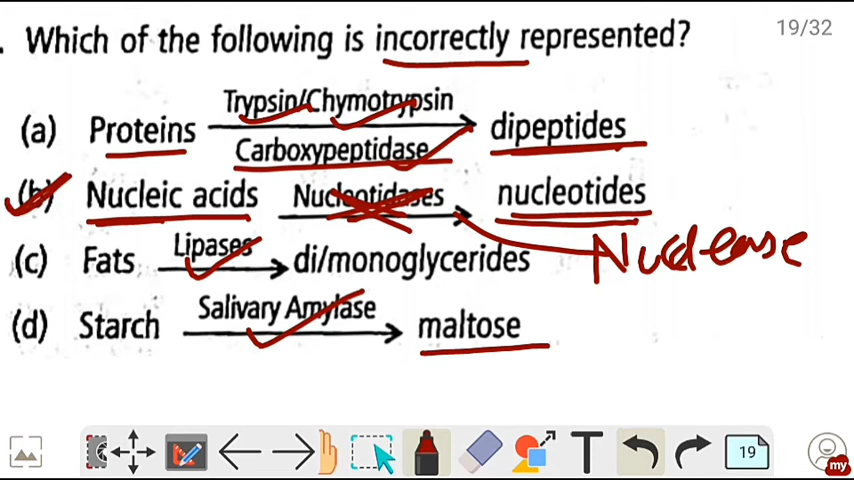 . Which of the following is incorrectly represented?
19/32
(a) Proteins Trypsin/Chymotrypsin Carboxypeptidase dipeptides
(b) Nucleic acids Nucleotidases nucleotides
Nuclease
(c) Fats Lipases di/monoglycerides
(d) Starch Salivary Amylase maltose
T 19 my